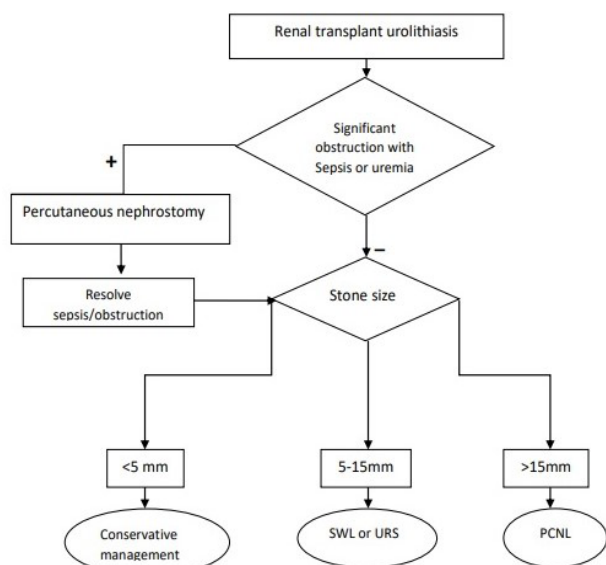 Renal transplant urolithiasis
Significant
obstruction with
Sepsis or uremia
+
Percutaneous nephrostomy
–
Resolve
sepsis/obstruction
Stone size
<5 mm
5-15mm
>15mm
Conservative
management
SWL or URS
PCNL